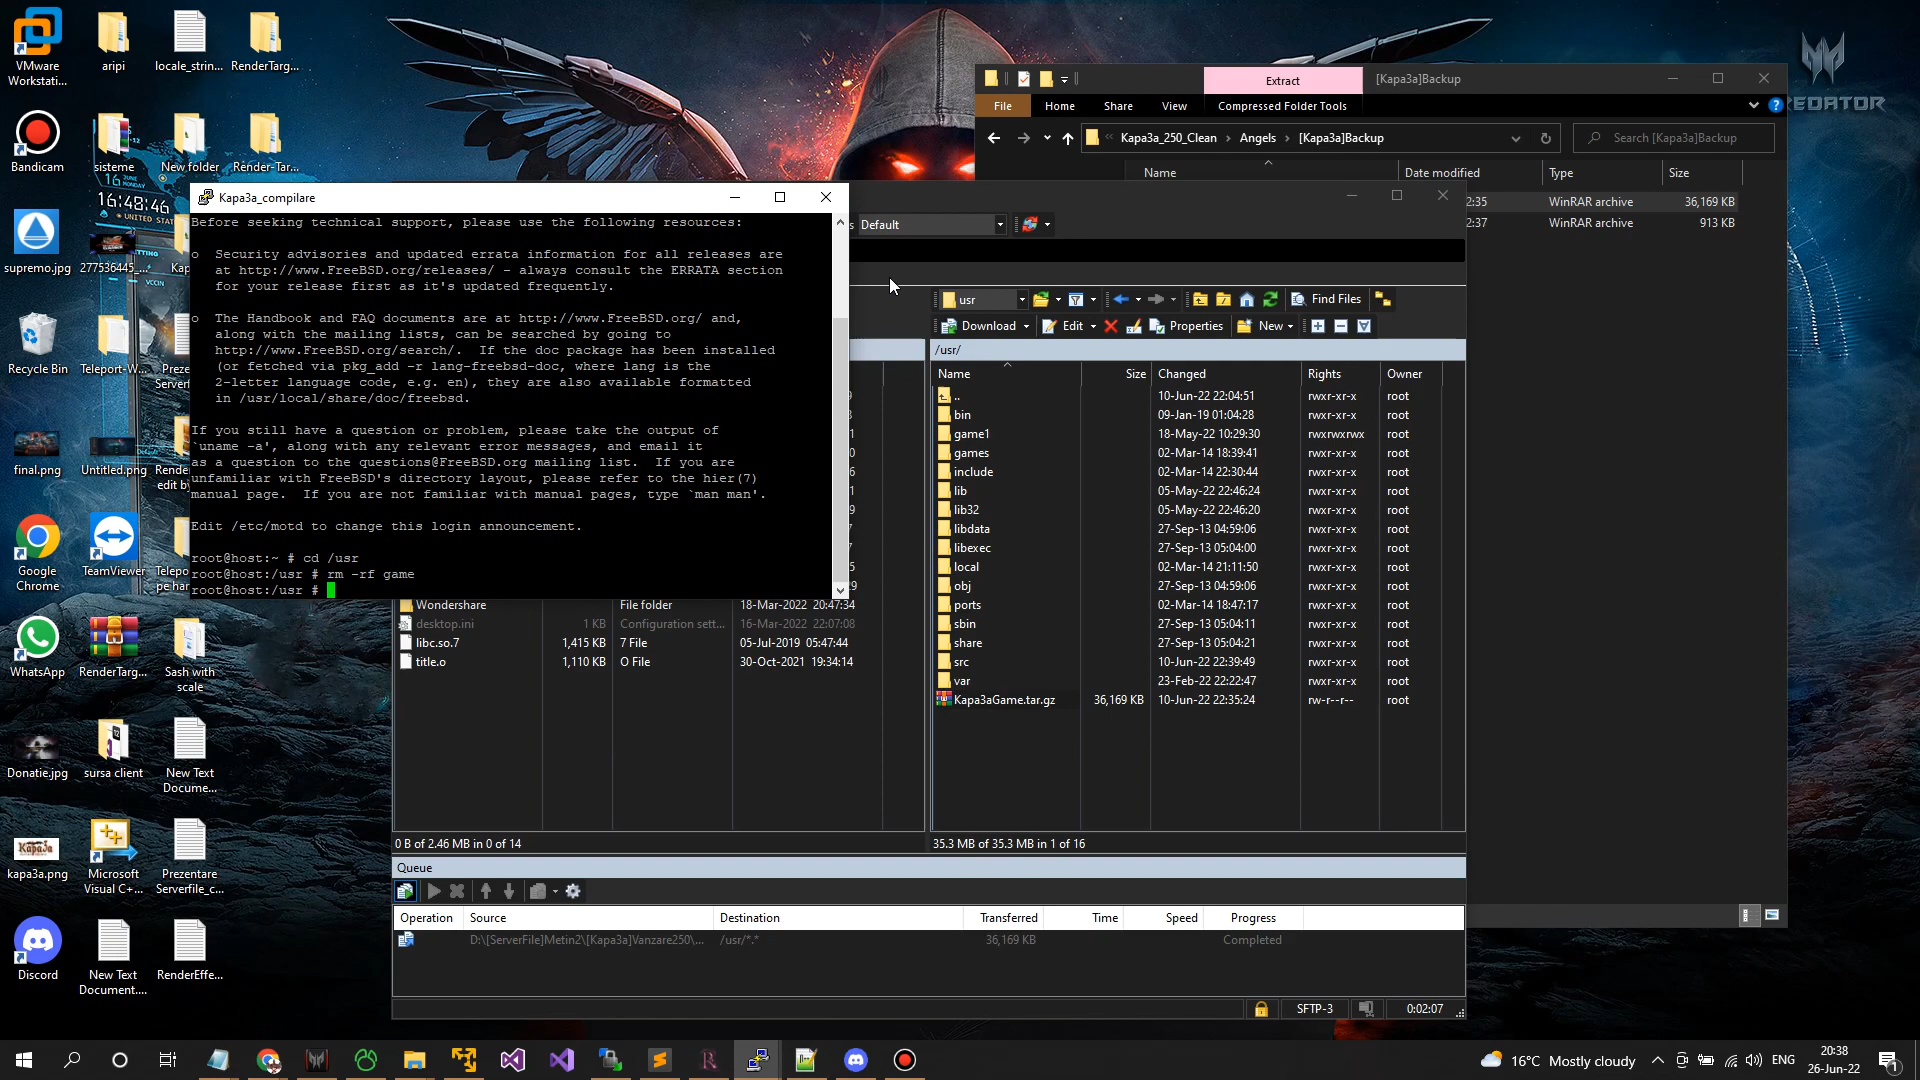 VMware
Workstati...
aripi
locale_strin...
RenderTarg...
Bandicam
sisteme
New folder
Render-Tar...
16 JUNE
MONDAY
16:48:46
supremo.jpg
277536445_...
Kap
Recycle Bin
Teleport-W...
Preze
Serverf
final.png
Untitled.png
Render
edit by
Google
Chrome
TeamViewer
Telepo
pe har
WhatsApp
RenderTarg...
Sash with
scale
Donatie.jpg
sursa client
New Text
Docume...
kapa3a.png
Microsoft
Visual C+...
Prezentare
Serverfile_c...
Discord
New Text
Document....
RenderEffe...
PREDATOR
Extract
[Kapa3a]Backup
File
Home
Share
View
Compressed Folder Tools
Kapa3a_250_Clean
Angels
[Kapa3a]Backup
Search [Kapa3a]Backup
Name
Date modified
Type
Size
2:35
WinRAR archive
36,169 KB
2:37
WinRAR archive
913 KB
Kapa3a_compilare
Before seeking technical support, please use the following resources:
o Security advisories and updated errata information for all releases are
at http://www.FreeBSD.org/releases/ - always consult the ERRATA section
for your release first as it's updated frequently.
o The Handbook and FAQ documents are at http://www.FreeBSD.org/ and,
along with the mailing lists, can be searched by going to
http://www.FreeBSD.org/search/. If the doc package has been installed
(or fetched via pkg_add -r lang-freebsd-doc, where lang is the
2-letter language code, e.g. en), they are also available formatted
in /usr/local/share/doc/freebsd.
If you still have a question or problem, please take the output of
`uname -a', along with any relevant error messages, and email it
as a question to the questions@FreeBSD.org mailing list. If you are
unfamiliar with FreeBSD's directory layout, please refer to the hier(7)
manual page. If you are not familiar with manual pages, type `man man'.
Edit /etc/motd to change this login announcement.
root@host:~ # cd /usr
root@host:/usr # rm -rf game
root@host:/usr #
s Default
usr
Find Files
Download
Edit
Properties
New
/usr/
Name
Size
Changed
Rights
Owner
..
10-Jun-22 22:04:51
rwxr-xr-x
root
bin
09-Jan-19 01:04:28
rwxr-xr-x
root
game1
18-May-22 10:29:30
rwxrwxrwx
root
games
02-Mar-14 18:39:41
rwxr-xr-x
root
include
02-Mar-14 22:30:44
rwxr-xr-x
root
lib
05-May-22 22:46:24
rwxr-xr-x
root
lib32
05-May-22 22:46:20
rwxr-xr-x
root
libdata
27-Sep-13 04:59:06
rwxr-xr-x
root
libexec
27-Sep-13 05:04:00
rwxr-xr-x
root
local
02-Mar-14 21:11:50
rwxr-xr-x
root
obj
27-Sep-13 04:59:06
rwxr-xr-x
root
ports
02-Mar-14 18:47:17
rwxr-xr-x
root
sbin
27-Sep-13 05:04:11
rwxr-xr-x
root
share
27-Sep-13 05:04:21
rwxr-xr-x
root
src
10-Jun-22 22:39:49
rwxr-xr-x
root
var
23-Feb-22 22:22:47
rwxr-xr-x
root
Kapa3aGame.tar.gz
36,169 KB
10-Jun-22 22:35:24
rw-r--r--
root
Wondershare
File folder
18-Mar-2022 20:47:34
desktop.ini
1 KB
Configuration sett...
16-Mar-2022 22:07:08
libc.so.7
1,415 KB
7 File
05-Jul-2019 05:47:44
title.o
1,110 KB
O File
30-Oct-2021 19:34:14
0 B of 2.46 MB in 0 of 14
35.3 MB of 35.3 MB in 1 of 16
Queue
Operation
Source
Destination
Transferred
Time
Speed
Progress
D:\[ServerFile]Metin2\[Kapa3a]Vanzare250\...
/usr/*.*
36,169 KB
Completed
SFTP-3
0:02:07
16°C Mostly cloudy
ENG
20:38
26-Jun-22
1